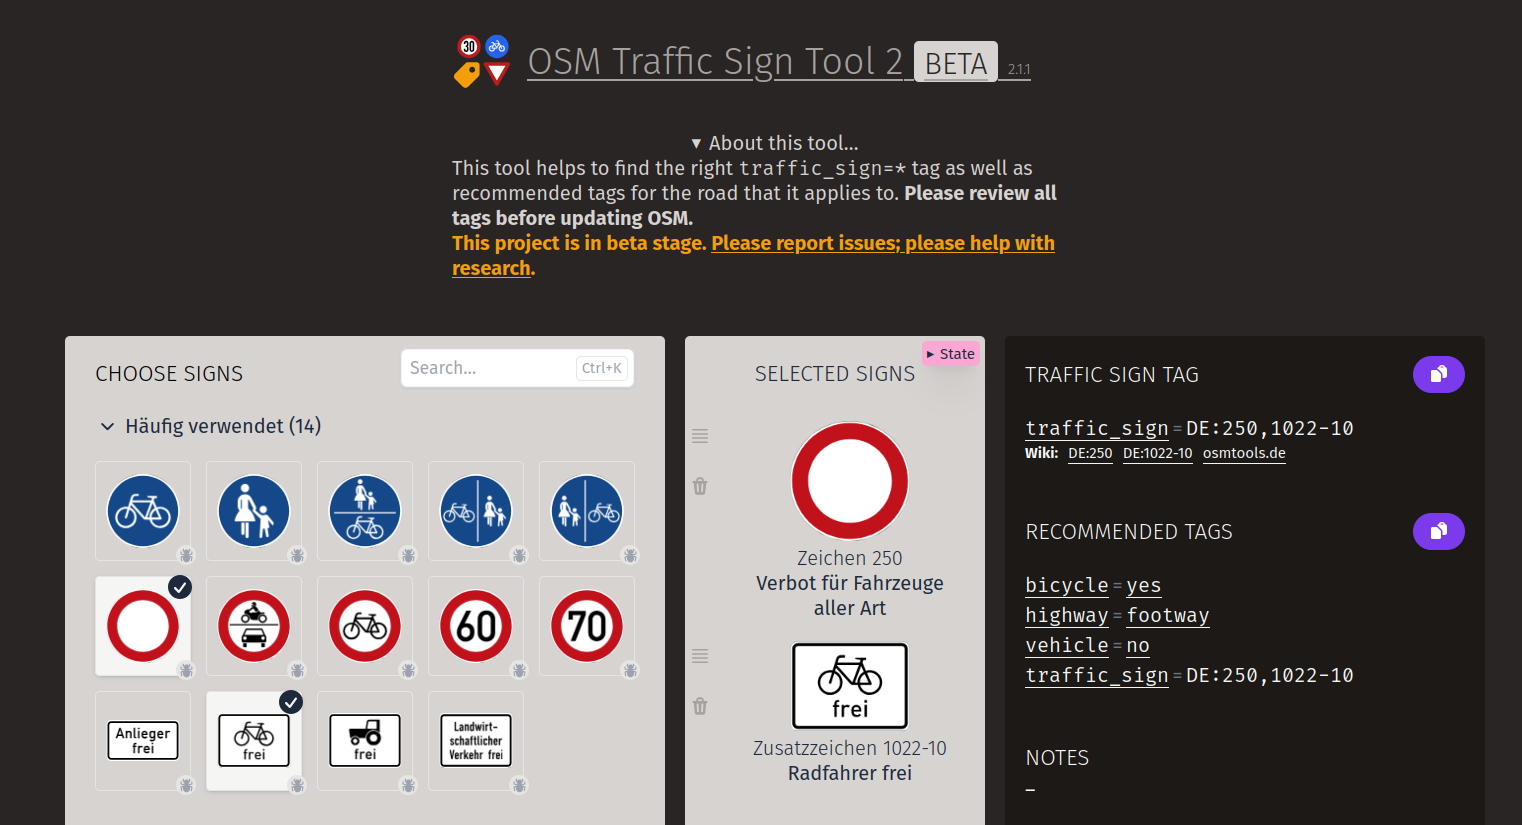 30
OSM Traffic Sign Tool 2 BETA 2.1.1
▼ About this tool...
This tool helps to find the right traffic_sign=* tag as well as
recommended tags for the road that it applies to. Please review all
tags before updating OSM.
This project is in beta stage. Please report issues; please help with
research.
CHOOSE SIGNS
Search...
Ctrl+K
Häufig verwendet (14)
60
70
Anlieger
frei
frei
frei
Landwirt-
schaftlicher
Verkehr frei
▸ State
SELECTED SIGNS
Zeichen 250
Verbot für Fahrzeuge
aller Art
frei
Zusatzzeichen 1022-10
Radfahrer frei
TRAFFIC SIGN TAG
traffic_sign=DE:250,1022-10
Wiki: DE:250 DE:1022-10 osmtools.de
RECOMMENDED TAGS
bicycle=yes
highway=footway
vehicle=no
traffic_sign=DE:250,1022-10
NOTES
–